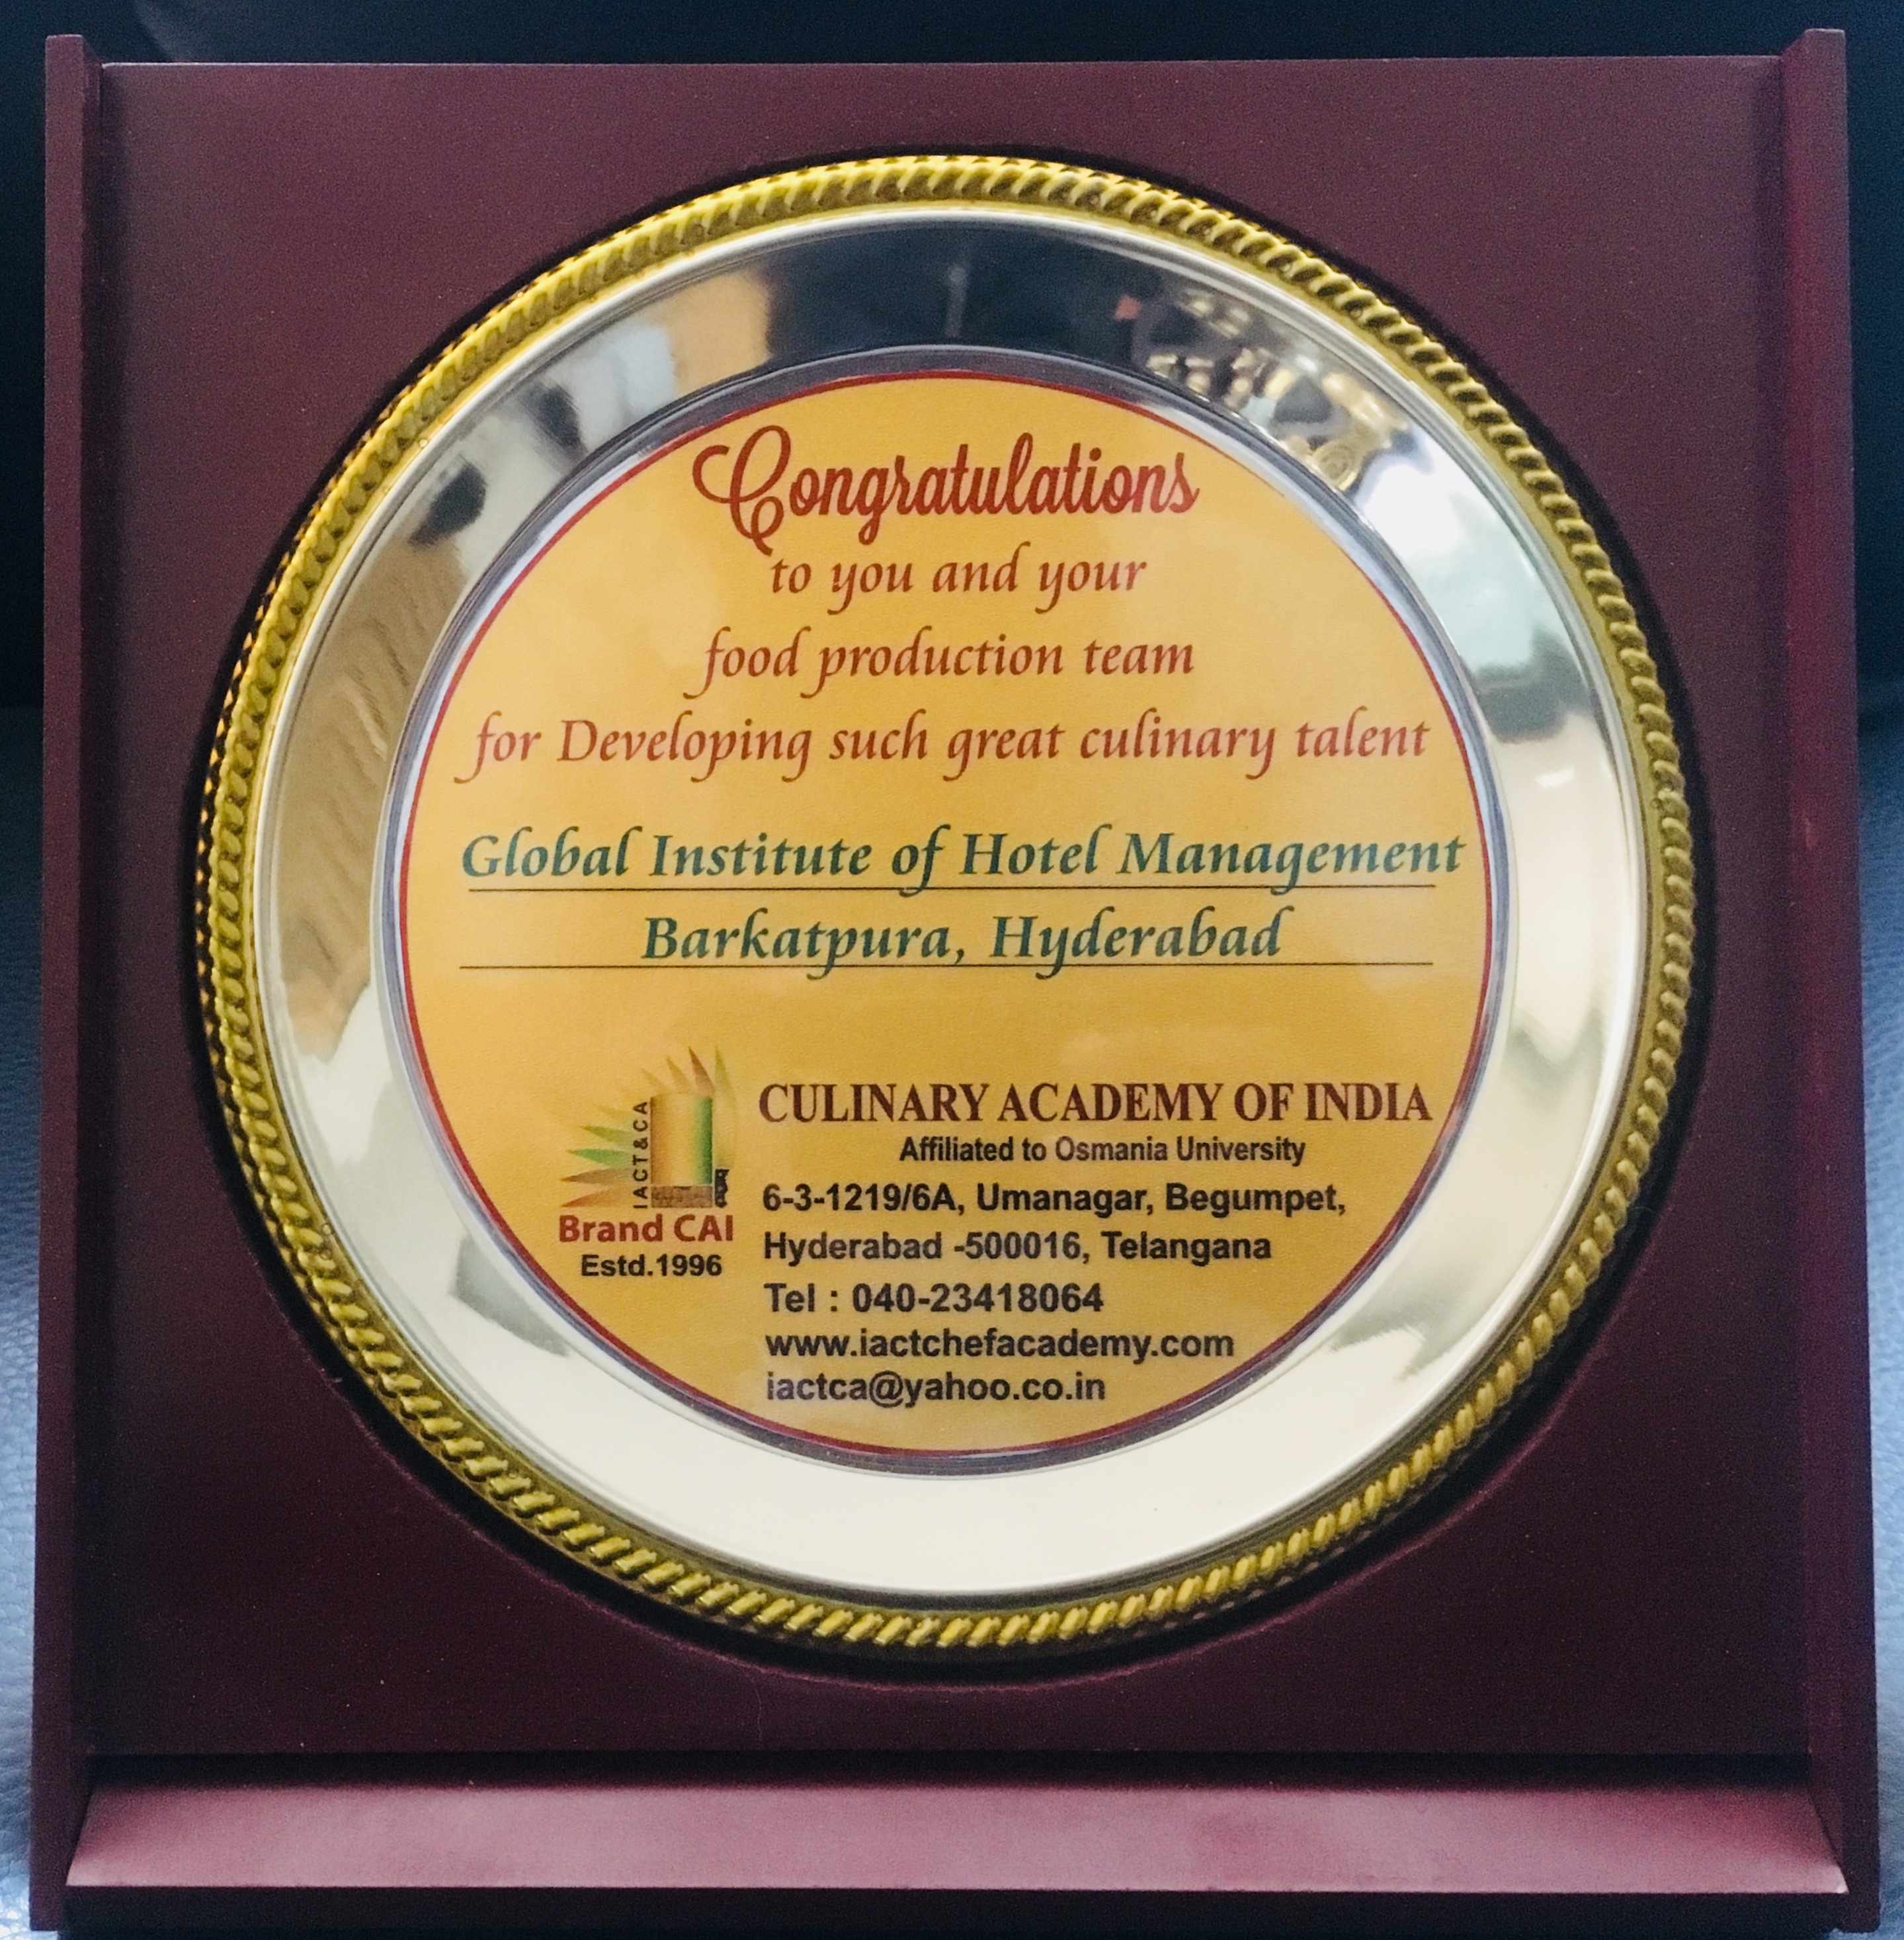 Congratulations
to you and your
food production team
for Developing such great culinary talent
Global Institute of Hotel Management
Barkatpura, Hyderabad
IACT&CA
Brand CAI
Estd.1996
CULINARY ACADEMY OF INDIA
Affiliated to Osmania University
6-3-1219/6A, Umanagar, Begumpet,
Hyderabad -500016, Telangana
Tel : 040-23418064
www.iactchefacademy.com
iactca@yahoo.co.in